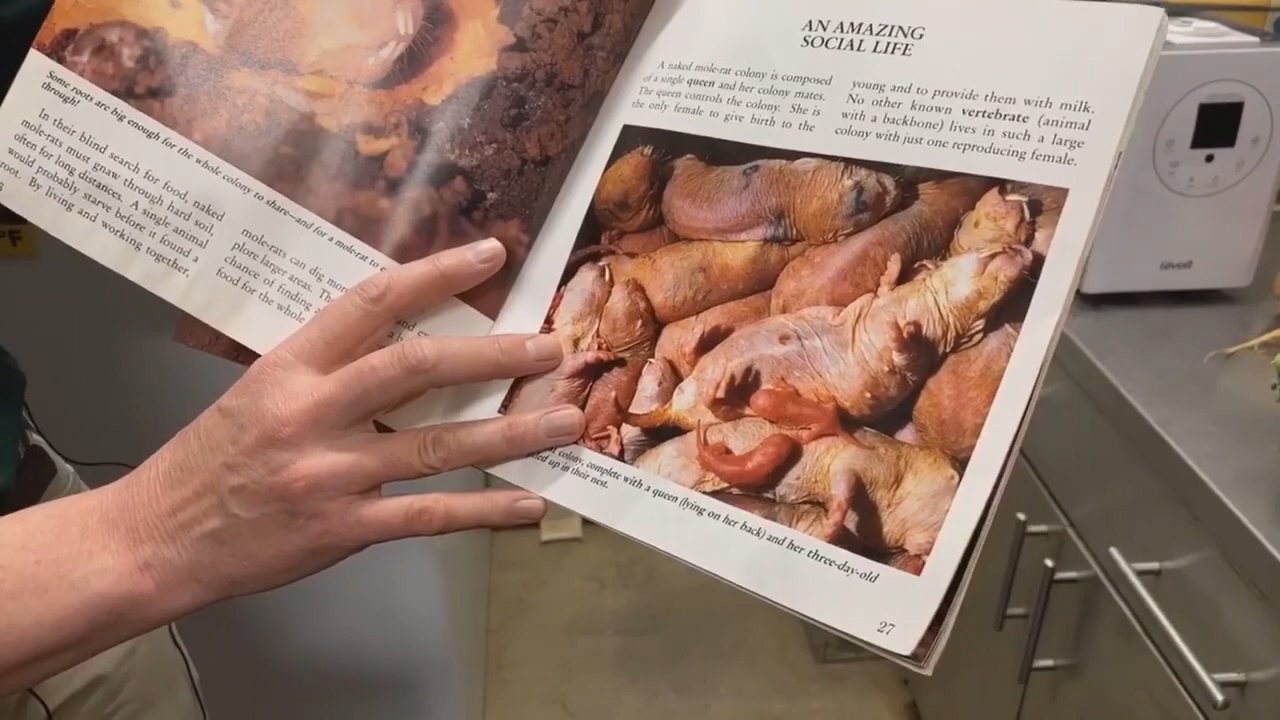 Some roots are big enough for the whole colony to share—and for a mole-rat to
through!
In their blind search for food, naked
mole-rats must gnaw through hard soil,
often for long distances. A single animal
would probably starve before it found a
root. By living and working together,
mole-rats can dig
plore larger areas.
chance of finding
food for the whole
AN AMAZING
SOCIAL LIFE
A naked mole-rat colony is composed
of a single queen and her colony mates.
The queen controls the colony. She is
the only female to give birth to the
young and to provide them with milk.
No other known vertebrate (animal
with a backbone) lives in such a large
colony with just one reproducing female.
colony, complete with a queen (lying on her back) and her three-day-old
up in their nest.
27
levoit
F